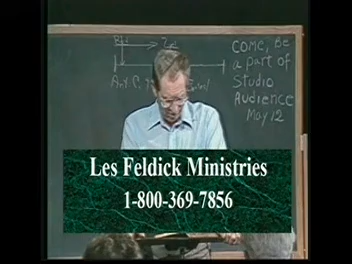 COME, Be
a part of
Studio
Audience
May 12
Les Feldick Ministries
1-800-369-7856